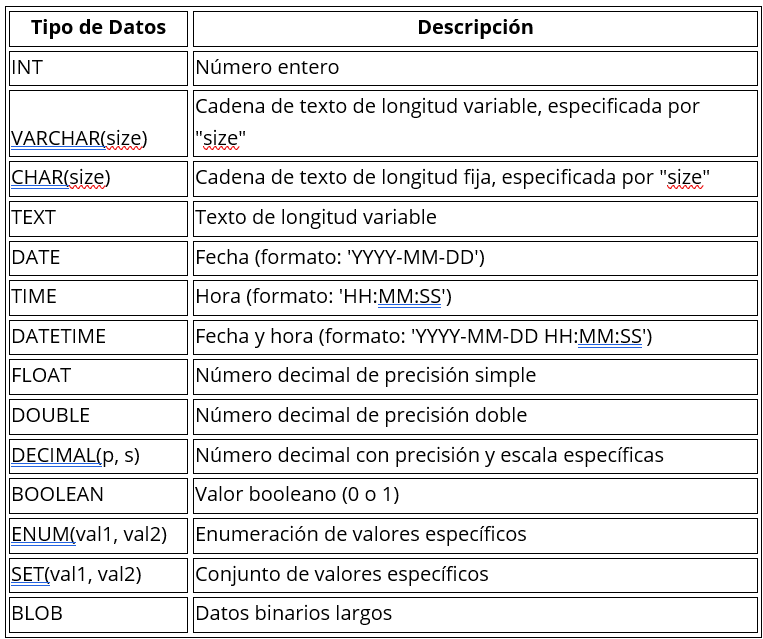 Tipo de Datos Descripción
INT Número entero
VARCHAR(size) Cadena de texto de longitud variable, especificada por
"size"
CHAR(size) Cadena de texto de longitud fija, especificada por "size"
TEXT Texto de longitud variable
DATE Fecha (formato: 'YYYY-MM-DD')
TIME Hora (formato: 'HH:MM:SS')
DATETIME Fecha y hora (formato: 'YYYY-MM-DD HH:MM:SS')
FLOAT Número decimal de precisión simple
DOUBLE Número decimal de precisión doble
DECIMAL(p, s) Número decimal con precisión y escala específicas
BOOLEAN Valor booleano (0 o 1)
ENUM(val1, val2) Enumeración de valores específicos
SET(val1, val2) Conjunto de valores específicos
BLOB Datos binarios largos